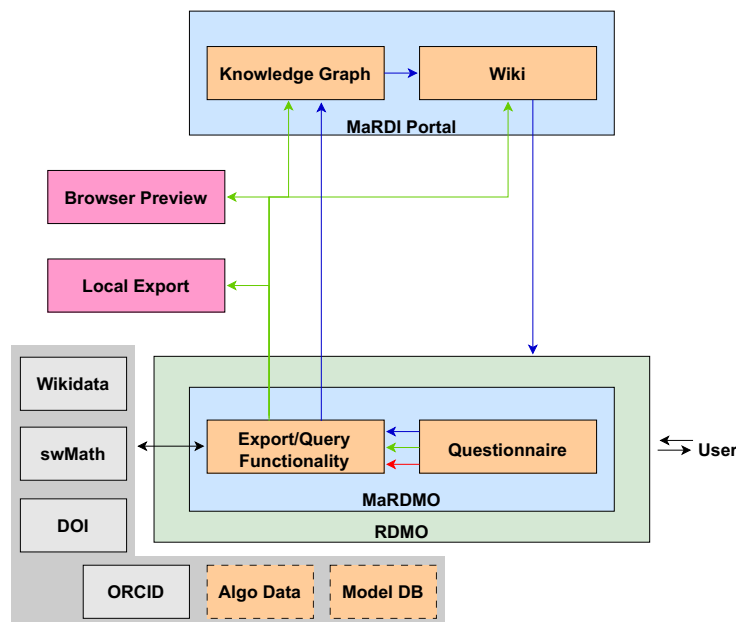 Knowledge Graph
Wiki
MaRDI Portal
Browser Preview
Local Export
Wikidata
swMath
DOI
Export/Query
Functionality
Questionnaire
MaRDMO
RDMO
User
ORCID
Algo Data
Model DB